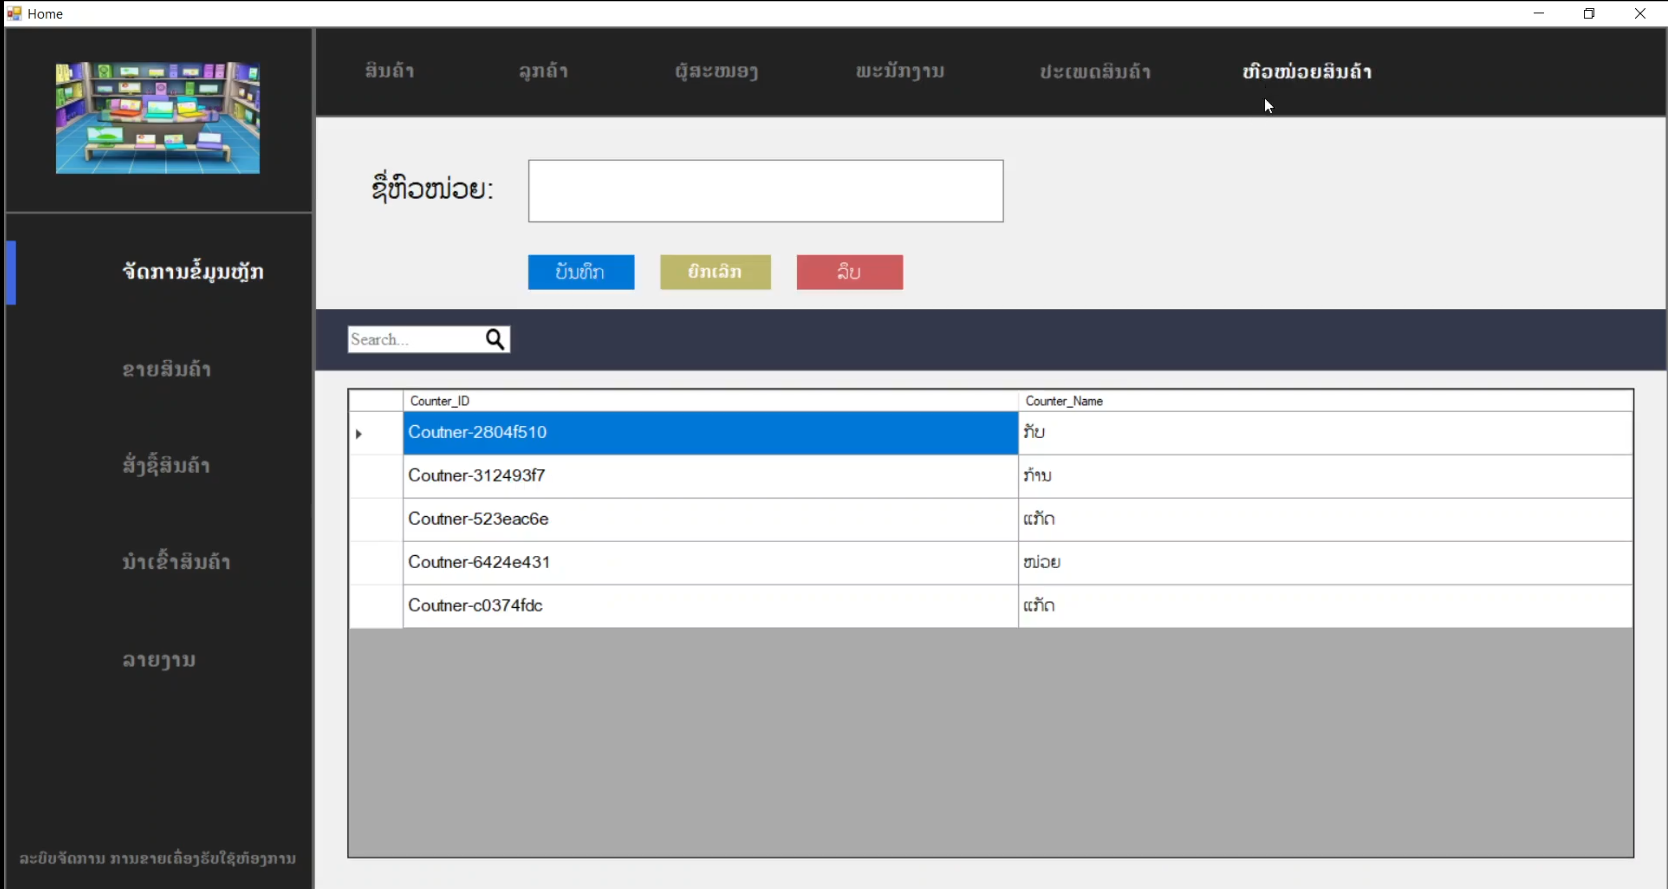 Home
ສິນຄ້າ
ລູກຄ້າ
ຜູ້ສະໜອງ
ພະນັກງານ
ປະເພດສິນຄ້າ
ຫົວໜ່ວຍສິນຄ້າ
ຈັດການຂໍ້ມູນຫຼັກ
ຂາຍສິນຄ້າ
ສັ່ງຊື້ສິນຄ້າ
ນຳເຂົ້າສິນຄ້າ
ລາຍງານ
ລະບົບຈັດການ ການຂາຍເຄື່ອງຮັບໃຊ້ຫ້ອງການ
ຊື່ຫົວໜ່ວຍ:
ບັນທຶກ
ຍົກເລີກ
ລຶບ
Search...
Counter_ID Counter_Name
Coutner-2804f510 ກັບ
Coutner-312493f7 ກ້ານ
Coutner-523eac6e ແກັດ
Coutner-6424e431 ໜ່ວຍ
Coutner-c0374fdc ແກັດ